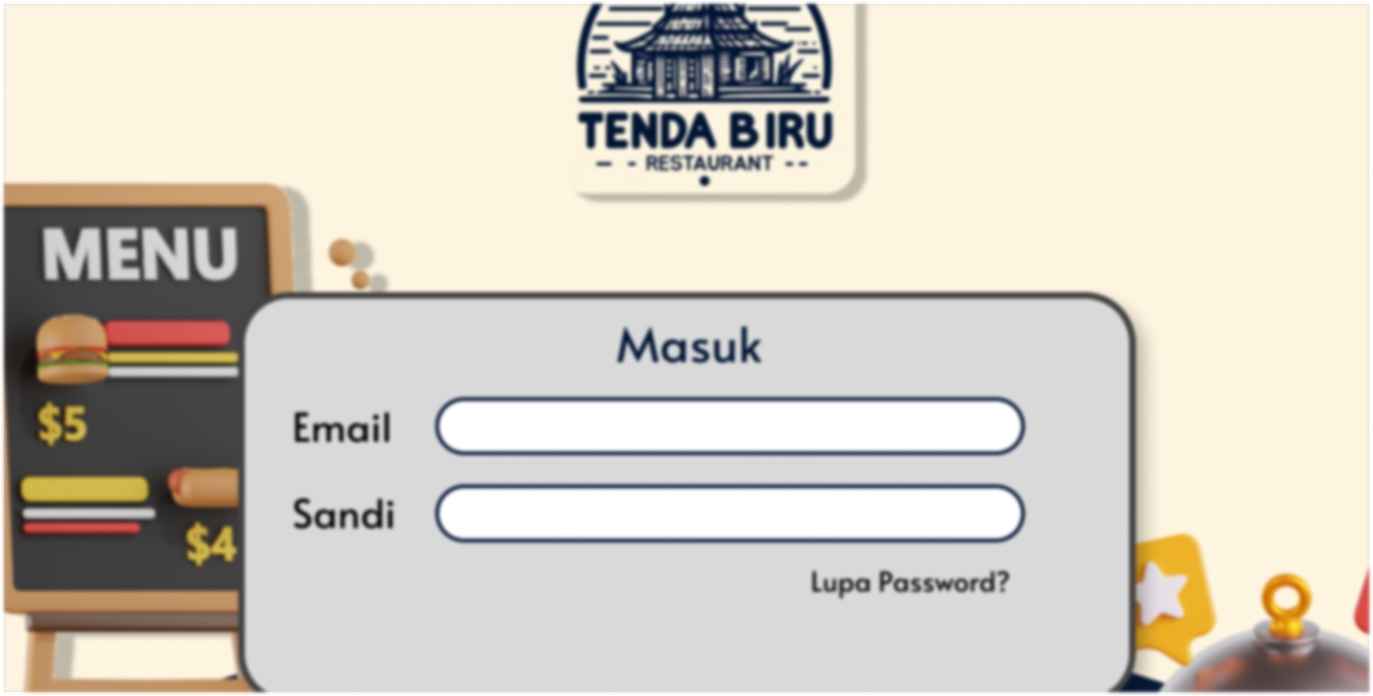 TENDA BIRU
- - RESTAURANT - -
MENU
$5
$4
Masuk
Email
Sandi
Lupa Password?